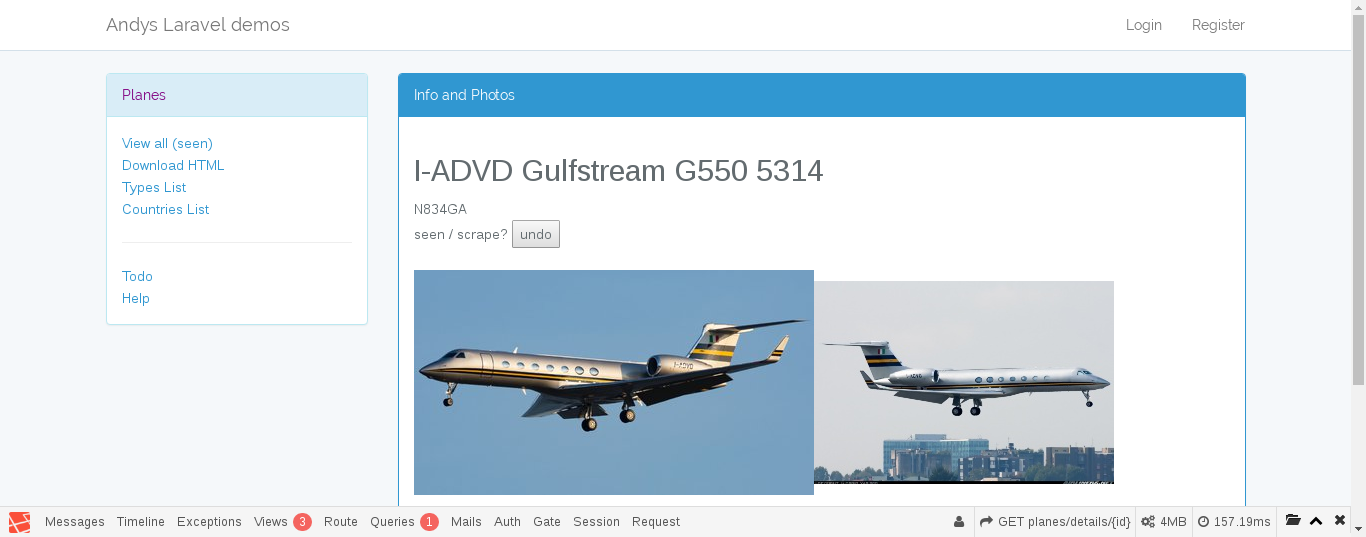 Andys Laravel demos
Login Register
Planes
View all (seen)
Download HTML
Types List
Countries List
Todo
Help
Info and Photos
I-ADVD Gulfstream G550 5314
N834GA
seen / scrape? undo
I-ADVD
I-ADVD
Messages Timeline Exceptions Views 3 Route Queries 1 Mails Auth Gate Session Request GET planes/details/{id} 4MB 157.19ms